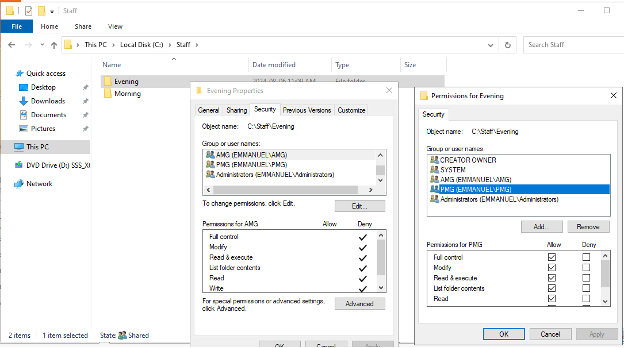 Staff
File
Home
Share
View
This PC
Local Disk (C:)
Staff
Search Staff
Name
Date modified
Type
Size
Quick access
Desktop
Downloads
Documents
Pictures
This PC
DVD Drive (D:)
Network
Evening
Morning
2 items
1 item selected
State:
Shared
Evening Properties
General
Sharing
Security
Previous Versions
Customize
Object name: C:\Staff\Evening
Group or user names:
AMG (EMMANUEL\AMG)
PMG (EMMANUEL\PMG)
Administrators (EMMANUEL\Administrators)
To change permissions, click Edit.
Edit...
Permissions for AMG
Allow
Deny
Full control
Modify
Read & execute
List folder contents
Read
Write
For special permissions or advanced settings,
click Advanced.
Advanced
OK
Cancel
Apply
Permissions for Evening
Security
Object name: C:\Staff\Evening
Group or user names:
CREATOR OWNER
SYSTEM
AMG (EMMANUEL\AMG)
PMG (EMMANUEL\PMG)
Administrators (EMMANUEL\Administrators)
Add...
Remove
Permissions for PMG
Allow
Deny
Full control
Modify
Read & execute
List folder contents
Read
OK
Cancel
Apply